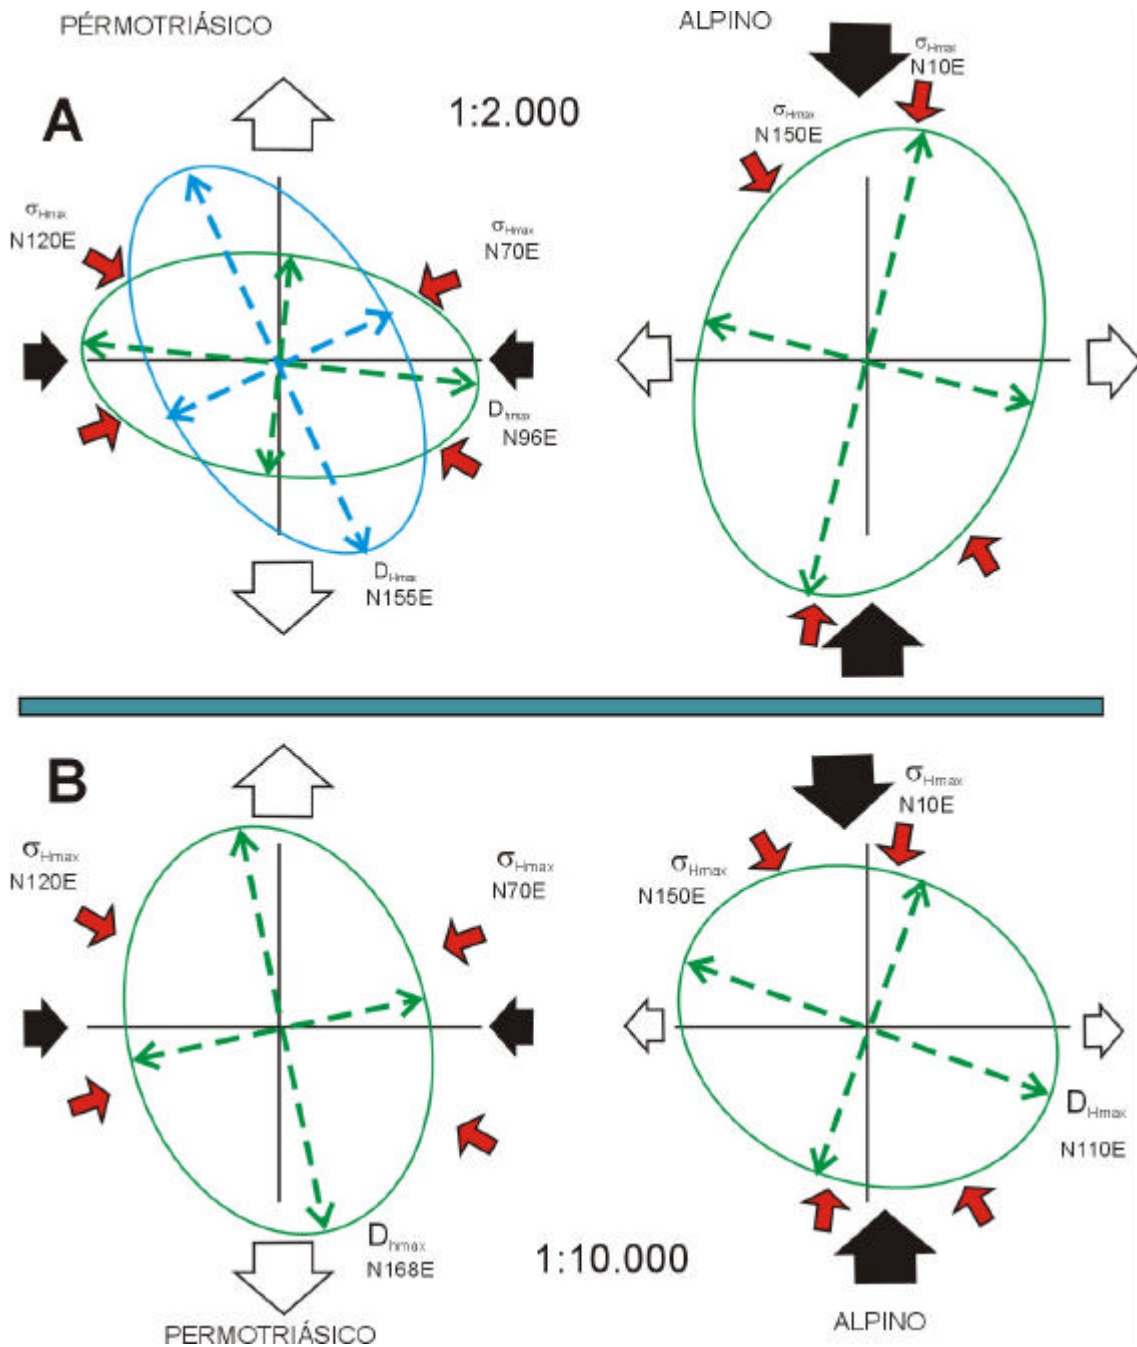 PÉRMOTRIÁSICO
ALPINO
σHmax
N10E
A
1:2.000
σHmax
N150E
σHmax
N120E
σHmax
N70E
Dhmax
N96E
DHmax
N155E
B
σHmax
N10E
σHmax
N120E
σHmax
N70E
σHmax
N150E
DHmax
N110E
Dhmax
N168E
1:10.000
PERMOTRIÁSICO
ALPINO